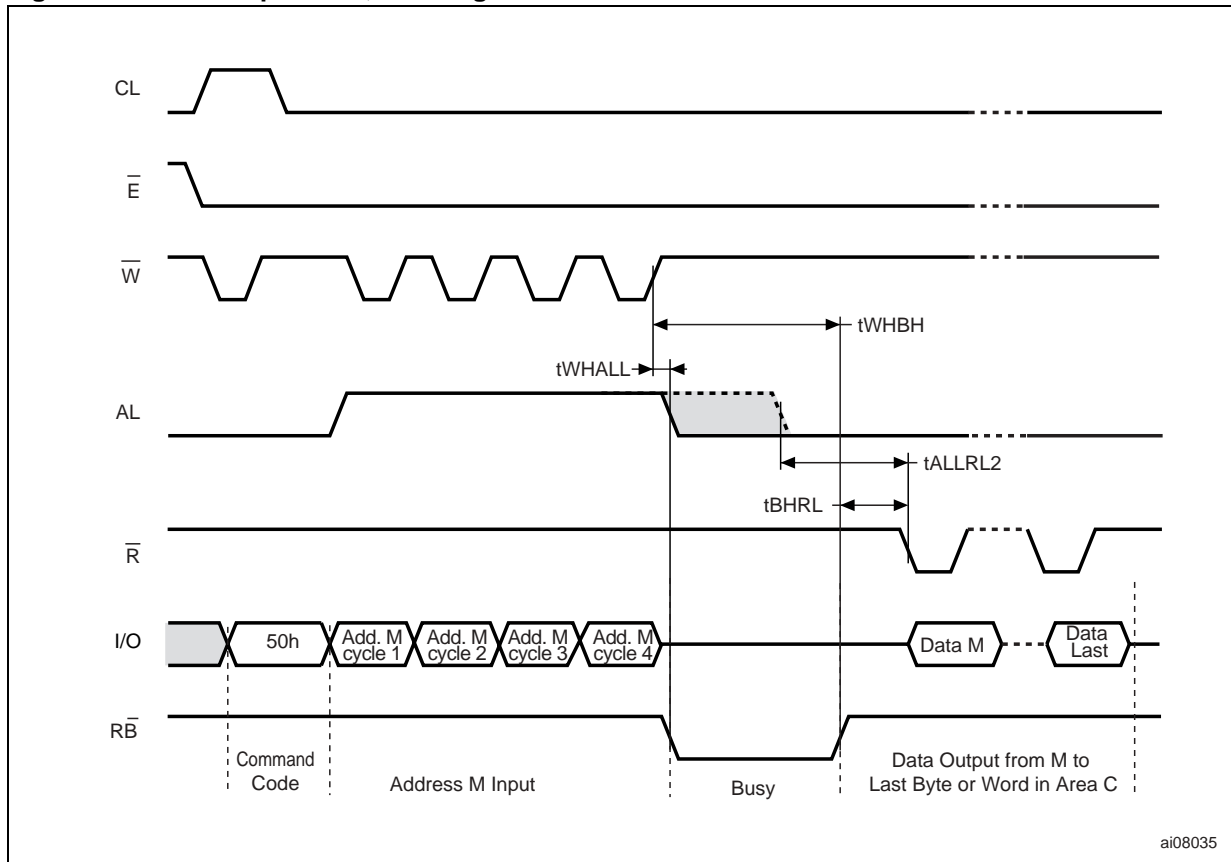 CL
E
W
tWHBH
tWHALL
AL
tALLRL2
tBHRL
R
I/O
50h
Add. M
cycle 1
Add. M
cycle 2
Add. M
cycle 3
Add. M
cycle 4
Data M
Data
Last
RB
Command
Code
Address M Input
Busy
Data Output from M to
Last Byte or Word in Area C
ai08035